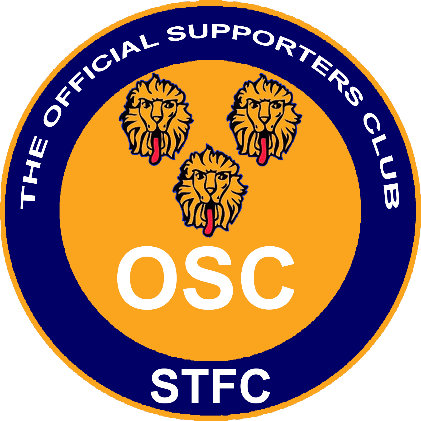 THE OFFICIAL SUPPORTERS CLUB
OSC
STFC